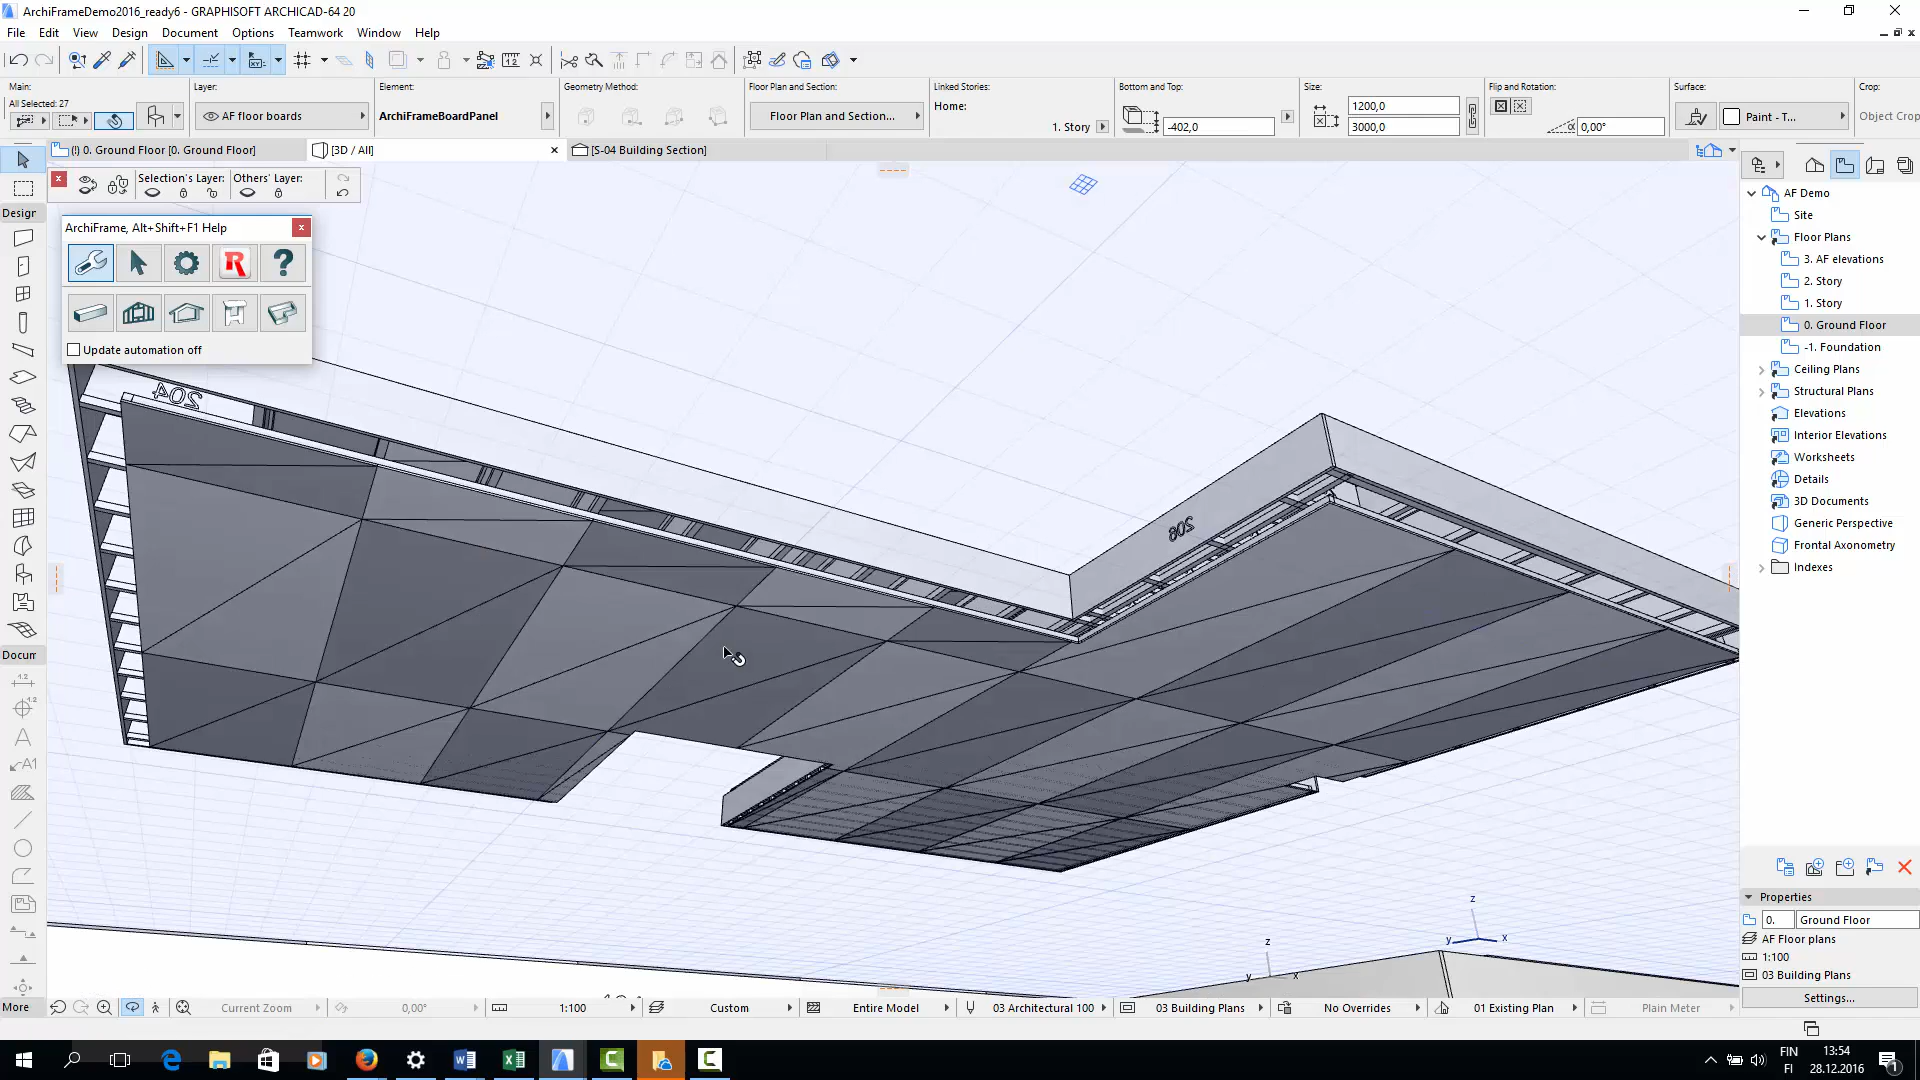 ArchiFrameDemo2016_ready6 - GRAPHISOFT ARCHICAD-64 20
File Edit View Design Document Options Teamwork Window Help
Main:
All Selected: 27
Layer:
AF floor boards
Element:
ArchiFrameBoardPanel
Geometry Method:
Floor Plan and Section:
Floor Plan and Section...
Linked Stories:
Home:
1. Story
Bottom and Top:
-402,0
Size:
1200,0
3000,0
Flip and Rotation:
0,00°
Surface:
Paint - T...
Crop:
Object Crop
(!) 0. Ground Floor [0. Ground Floor]
[3D / All]
[S-04 Building Section]
Selection's Layer:
Others' Layer:
Design
ArchiFrame, Alt+Shift+F1 Help
Update automation off
204
208
Docum
More
AF Demo
Site
Floor Plans
3. AF elevations
2. Story
1. Story
0. Ground Floor
-1. Foundation
Ceiling Plans
Structural Plans
Elevations
Interior Elevations
Worksheets
Details
3D Documents
Generic Perspective
Frontal Axonometry
Indexes
Properties
0. Ground Floor
AF Floor plans
1:100
03 Building Plans
Settings...
z
y x
z
y x
Current Zoom
0,00°
1:100
Custom
Entire Model
03 Architectural 100
03 Building Plans
No Overrides
01 Existing Plan
Plain Meter
FIN
FI
13:54
28.12.2016
1